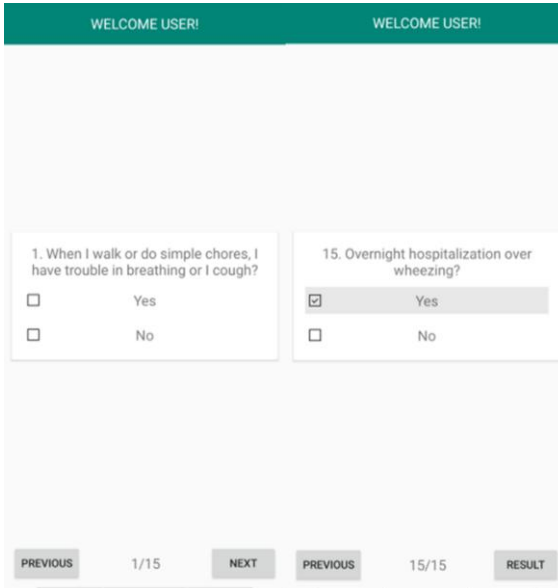 WELCOME USER!
1. When I walk or do simple chores, I
have trouble in breathing or I cough?
Yes
No
PREVIOUS 1/15 NEXT
WELCOME USER!
15. Overnight hospitalization over
wheezing?
Yes
No
PREVIOUS 15/15 RESULT